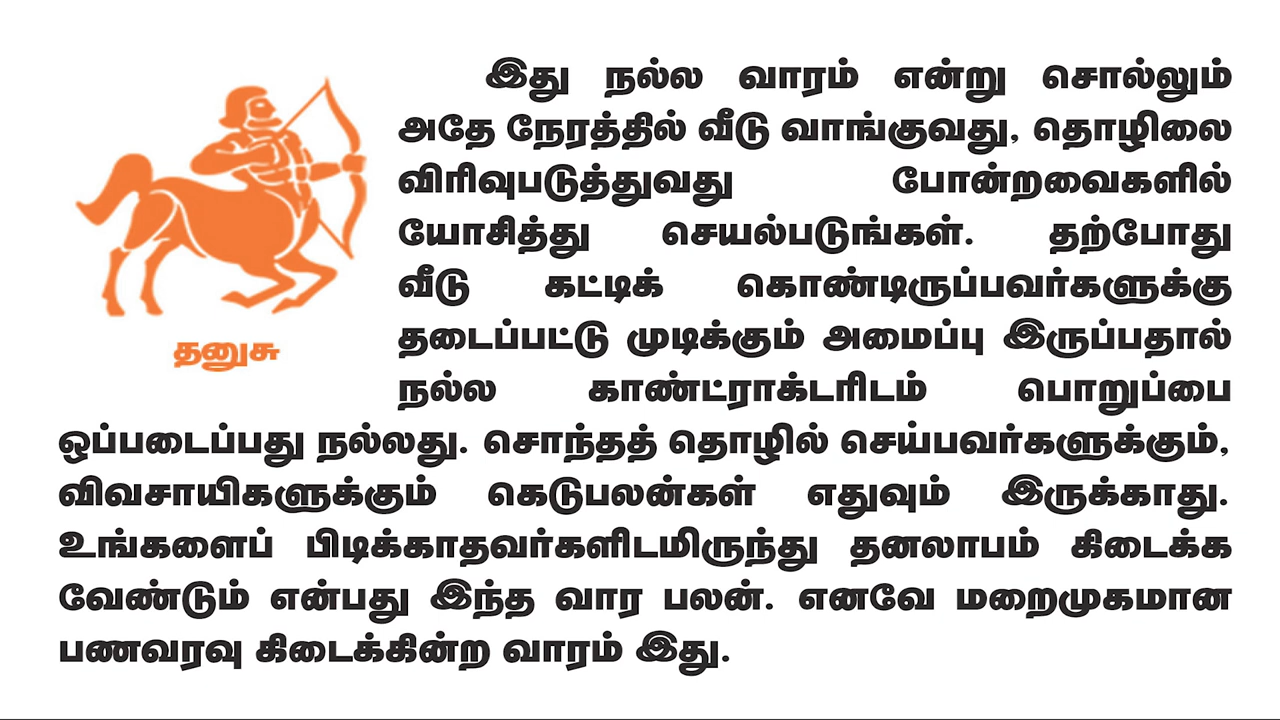 இது நல்ல வாரம் என்று சொல்லும்
அதே நேரத்தில் வீடு வாங்குவது, தொழிலை
விரிவுபடுத்துவது போன்றவைகளில்
யோசித்து செயல்படுங்கள். தற்போது
வீடு கட்டிக் கொண்டிருப்பவர்களுக்கு
தடைப்பட்டு முடிக்கும் அமைப்பு இருப்பதால்
நல்ல காண்ட்ராக்டரிடம் பொறுப்பை
தனுசு
ஒப்படைப்பது நல்லது. சொந்தத் தொழில் செய்பவர்களுக்கும்,
விவசாயிகளுக்கும் கெடுபலன்கள் எதுவும் இருக்காது.
உங்களைப் பிடிக்காதவர்களிடமிருந்து தனலாபம் கிடைக்க
வேண்டும் என்பது இந்த வார பலன். எனவே மறைமுகமான
பணவரவு கிடைக்கின்ற வாரம் இது.